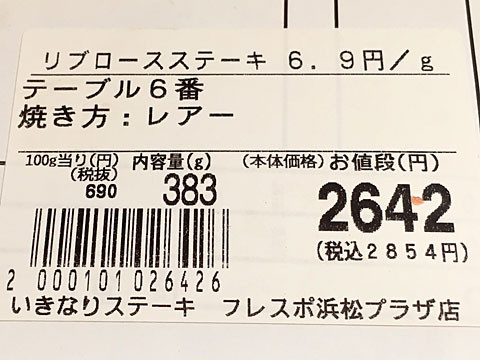 リブロースステーキ 6.9円/g
テーブル6番
焼き方:レアー
100g当り(円) 内容量(g) (本体価格) お値段(円)
(税抜)
690 383 2642
(税込2854円)
2 000101 026426
いきなりステーキ フレスポ浜松プラザ店